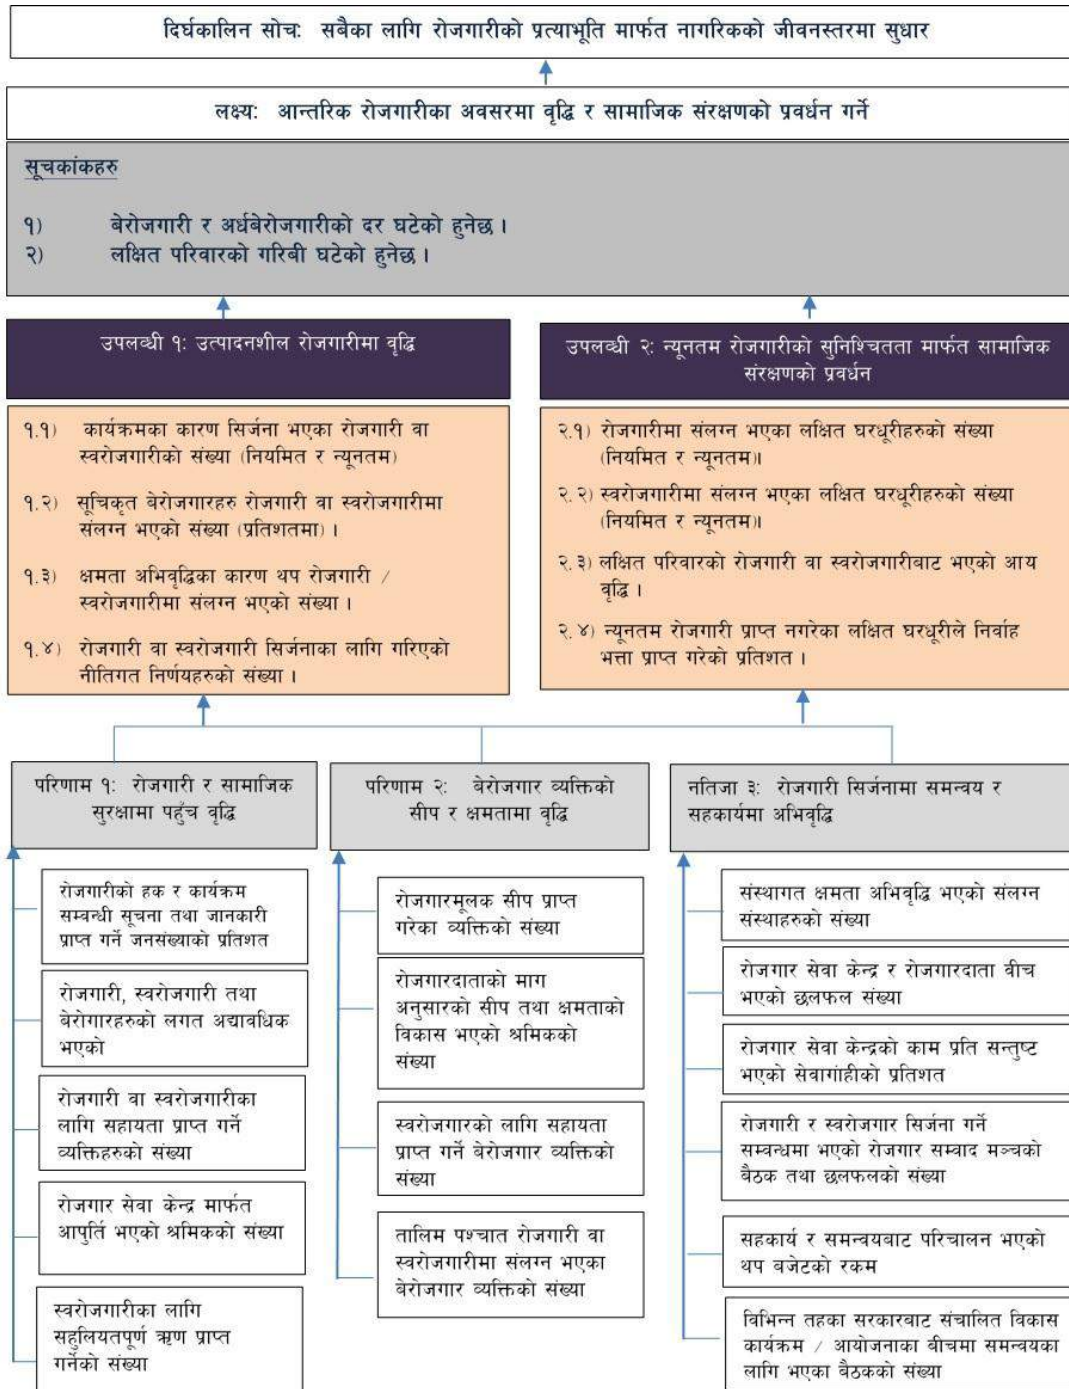 दिर्घकालिन सोच: सबैका लागि रोजगारीको प्रत्याभूति मार्फत नागरिकको जीवनस्तरमा सुधार
लक्ष्य: आन्तरिक रोजगारीका अवसरमा वृद्धि र सामाजिक संरक्षणको प्रवर्धन गर्ने
सूचकांकहरु
१) बेरोजगारी र अर्धबेरोजगारीको दर घटेको हुनेछ ।
२) लक्षित परिवारको गरिबी घटेको हुनेछ ।
उपलव्धी १: उत्पादनशील रोजगारीमा वृद्धि
१.१) कार्यक्रमका कारण सिर्जना भएका रोजगारी वा
स्वरोजगारीको संख्या (नियमित र न्यूनतम)
१.२) सूचिकृत बेरोजगारहरु रोजगारी वा स्वरोजगारीमा
संलग्न भएको संख्या (प्रतिशतमा) ।
१.३) क्षमता अभिवृद्धिका कारण थप रोजगारी /
स्वरोजगारीमा संलग्न भएको संख्या ।
१.४) रोजगारी वा स्वरोजगारी सिर्जनाका लागि गरिएको
नीतिगत निर्णयहरुको संख्या ।
उपलव्धी २: न्यूनतम रोजगारीको सुनिश्चितता मार्फत सामाजिक
संरक्षणको प्रवर्धन
२.१) रोजगारीमा संलग्न भएका लक्षित घरधूरीहरुको संख्या
(नियमित र न्यूनतम)॥
२.२) स्वरोजगारीमा संलग्न भएका लक्षित घरधूरीहरुको संख्या
(नियमित र न्यूनतम)॥
२.३) लक्षित परिवारको रोजगारी वा स्वरोजगारीबाट भएको आय
वृद्धि ।
२.४) न्यूनतम रोजगारी प्राप्त नगरेका लक्षित घरधूरीले निर्वाह
भत्ता प्राप्त गरेको प्रतिशत ।
परिणाम १: रोजगारी र सामाजिक
सुरक्षामा पहुँच वृद्धि
रोजगारीको हक र कार्यक्रम
सम्वन्धी सूचना तथा जानकारी
प्राप्त गर्ने जनसंख्याको प्रतिशत
रोजगारी, स्वरोजगारी तथा
बेरोगारहरुको लगत अद्यावधिक
भएको
रोजगारी वा स्वरोजगारीका
लागि सहायता प्राप्त गर्ने
व्यक्तिहरुको संख्या
रोजगार सेवा केन्द्र मार्फत
आपुर्ति भएको श्रमिकको संख्या
स्वरोजगारीका लागि
सहुलियतपूर्ण ऋण प्राप्त
गर्नेको संख्या
परिणाम २: बेरोजगार व्यक्तिको
सीप र क्षमतामा वृद्धि
रोजगारमूलक सीप प्राप्त
गरेका व्यक्तिको संख्या
रोजगारदाताको माग
अनुसारको सीप तथा क्षमताको
विकास भएको श्रमिकको
संख्या
स्वरोजगारको लागि सहायता
प्राप्त गर्ने बेरोजगार व्यक्तिको
संख्या
तालिम पश्चात रोजगारी वा
स्वरोजगारीमा संलग्न भएका
बेरोजगार व्यक्तिको संख्या
नतिजा ३: रोजगारी सिर्जनामा समन्वय र
सहकार्यमा अभिवृद्धि
संस्थागत क्षमता अभिवृद्धि भएको संलग्न
संस्थाहरुको संख्या
रोजगार सेवा केन्द्र र रोजगारदाता वीच
भएको छलफल संख्या
रोजगार सेवा केन्द्रको काम प्रति सन्तुष्ट
भएको सेवाग्राहीको प्रतिशत
रोजगारी र स्वरोजगार सिर्जना गर्ने
सम्वन्धमा भएको रोजगार सम्वाद मञ्चको
बैठक तथा छलफलको संख्या
सहकार्य र समन्वयबाट परिचालन भएको
थप बजेटको रकम
विभिन्न तहका सरकारबाट संचालित विकास
कार्यक्रम / आयोजनाका बीचमा समन्वयका
लागि भएका बैठकको संख्या